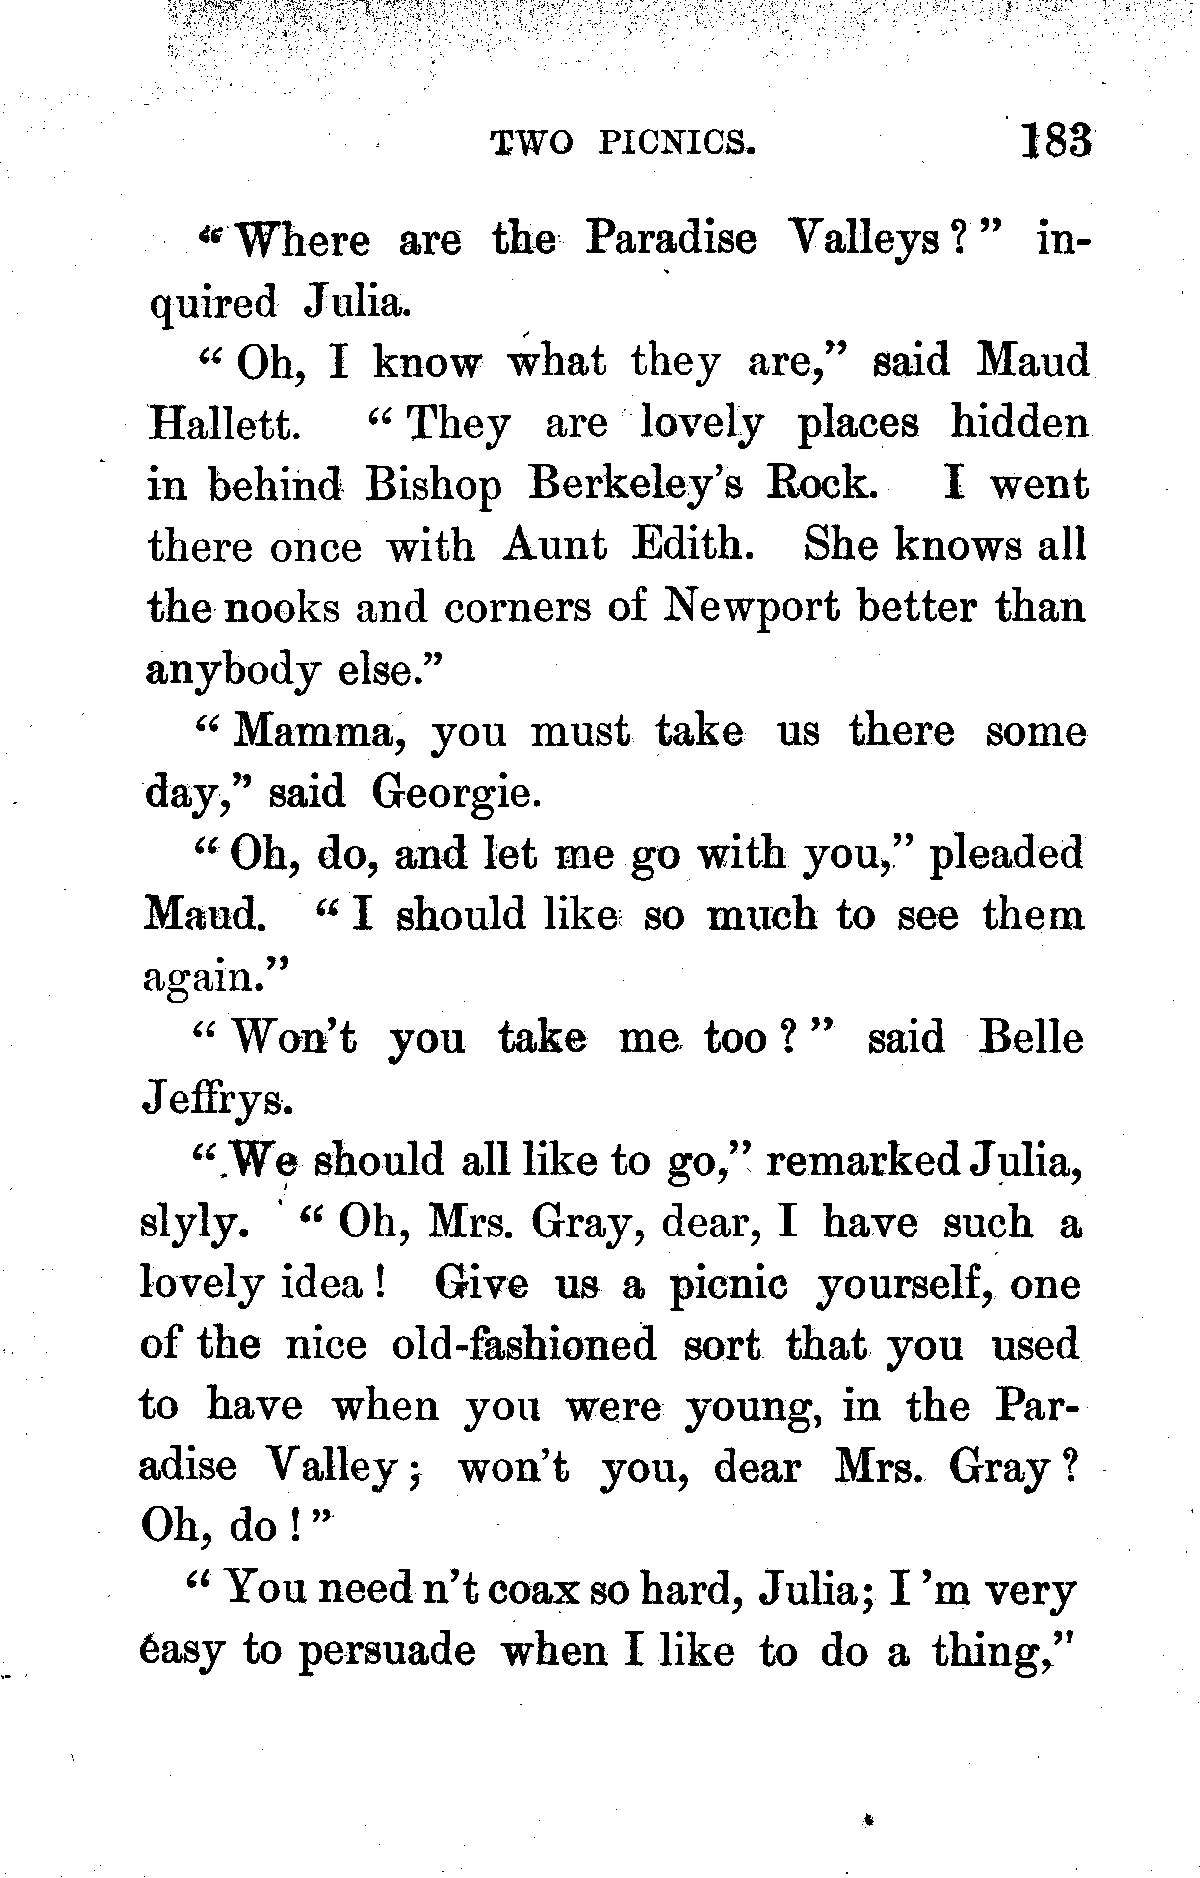 TWO PICNICS. 183
“Where are the Paradise Valleys?” in-
quired Julia.
“Oh, I know what they are,” said Maud
Hallett. “They are lovely places hidden
in behind Bishop Berkeley’s Rock. I went
there once with Aunt Edith. She knows all
the nooks and corners of Newport better than
anybody else.”
“Mamma, you must take us there some
day,” said Georgie.
“Oh, do, and let me go with you,” pleaded
Maud. “I should like so much to see them
again.”
“Won’t you take me too?” said Belle
Jeffrys.
“We should all like to go,” remarked Julia,
slyly. “Oh, Mrs. Gray, dear, I have such a
lovely idea! Give us a picnic yourself, one
of the nice old-fashioned sort that you used
to have when you were young, in the Par-
adise Valley; won’t you, dear Mrs. Gray?
Oh, do!”
“You need n’t coax so hard, Julia; I ’m very
easy to persuade when I like to do a thing,”